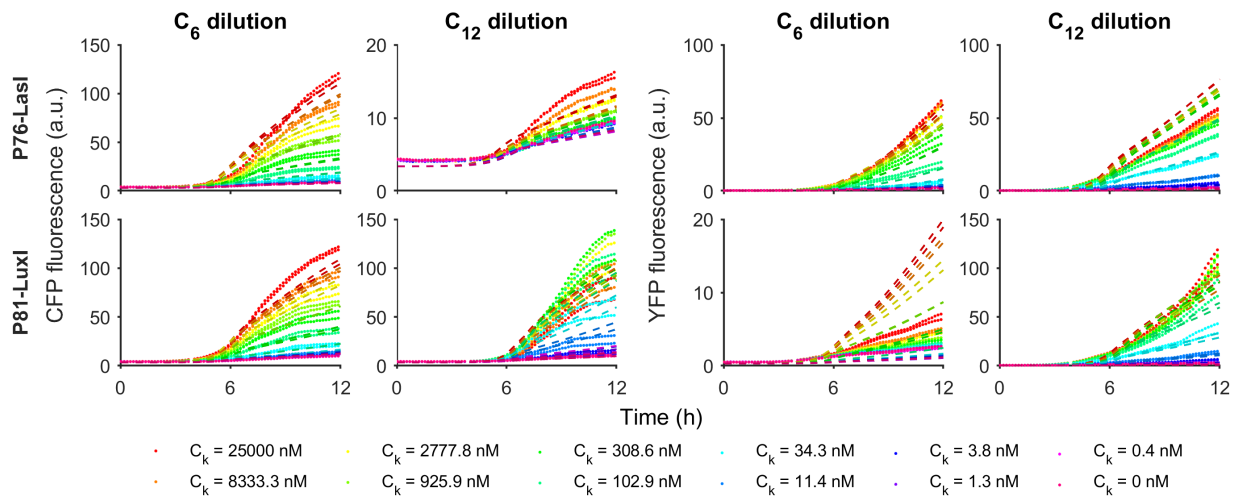 C6 dilution
C12 dilution
C6 dilution
C12 dilution
P76-LasI
P81-LuxI
CFP fluorescence (a.u.)
YFP fluorescence (a.u.)
150
100
50
0
20
10
0
100
50
0
100
50
0
150
100
50
0
0 6 12
150
100
50
0
0 6 12
20
10
0
0 6 12
150
100
50
0
0 6 12
Time (h)
Ck = 25000 nM Ck = 2777.8 nM Ck = 308.6 nM Ck = 34.3 nM Ck = 3.8 nM Ck = 0.4 nM
Ck = 8333.3 nM Ck = 925.9 nM Ck = 102.9 nM Ck = 11.4 nM Ck = 1.3 nM Ck = 0 nM